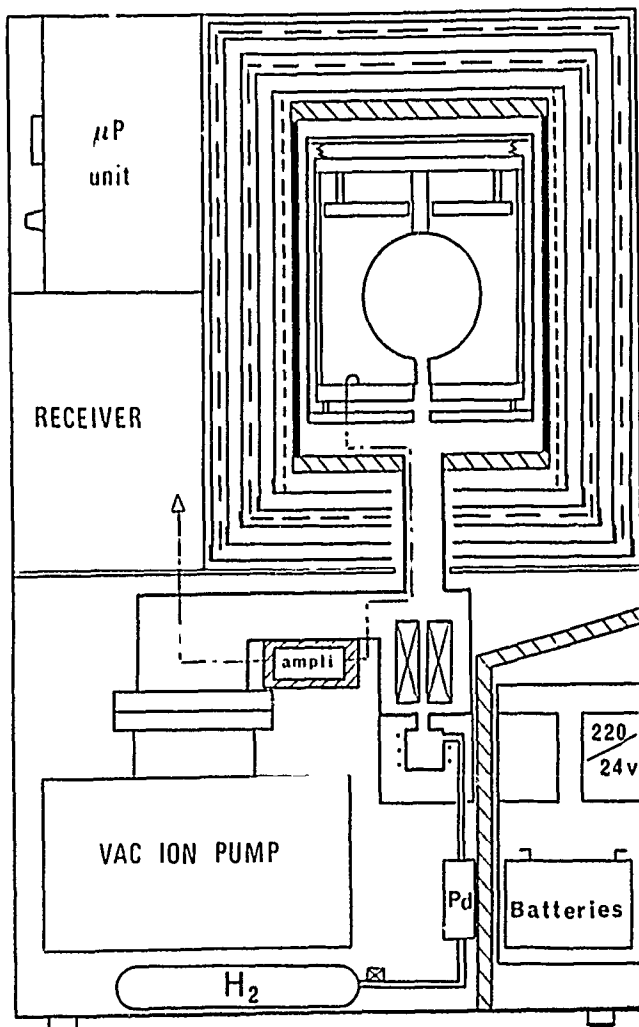 μP
unit
RECEIVER
ampli
220
24v
VAC ION PUMP
Pd
Batteries
H₂